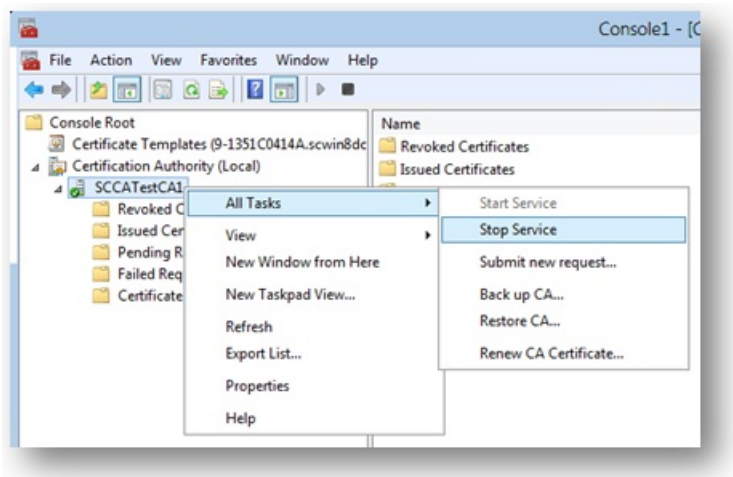 Console1 - [C
File Action View Favorites Window Help
Console Root
Certificate Templates (9-1351C0414A.scwin8dc
Certification Authority (Local)
SCCATestCA1
Revoked C
Issued Cer
Pending R
Failed Req
Certificate
Name
Revoked Certificates
Issued Certificates
All Tasks
View
New Window from Here
New Taskpad View...
Refresh
Export List...
Properties
Help
Start Service
Stop Service
Submit new request...
Back up CA...
Restore CA...
Renew CA Certificate...